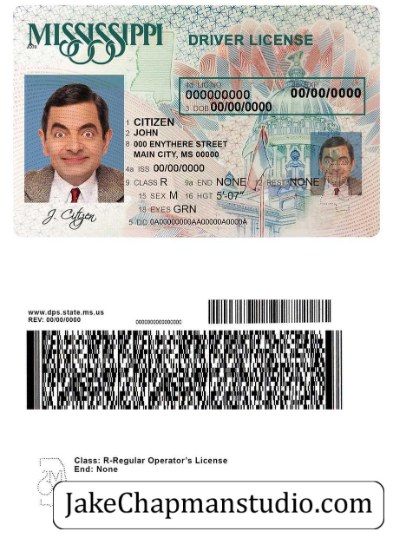 MISSISSIPPI
DRIVER LICENSE
4d LIC.NO. 4b EXP
000000000 00/00/0000
3 DOB 00/00/0000
1 CITIZEN
2 JOHN
8 000 ENYTHERE STREET
MAIN CITY, MS 00000
4a ISS 00/00/0000
9 CLASS R 9a END NONE 12 REST NONE
15 SEX M 16 HGT 5'-07"
18 EYES GRN
5 DD 0A00000000AA00000A0000A
J. Citizen
www.dps.state.ms.us
REV: 00/00/0000
Class: R-Regular Operator's License
End: None
JakeChapmanstudio.com